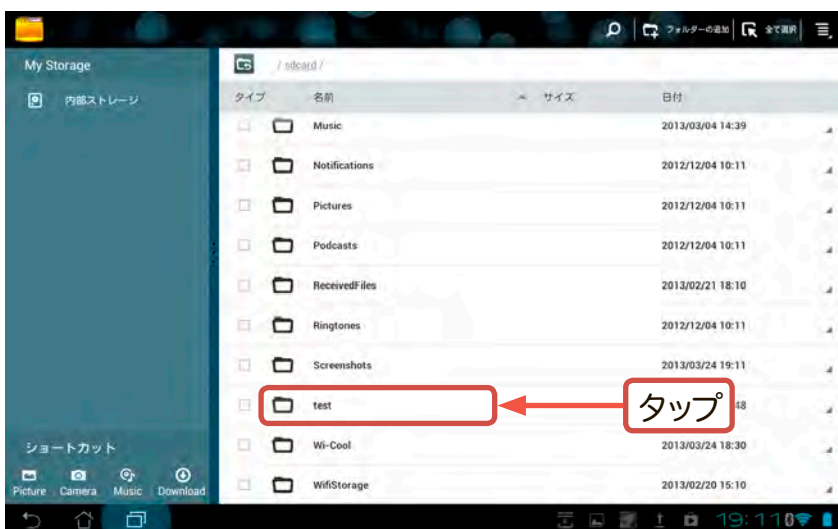 フォルダーの追加 全て選択
My Storage
/ sdcard /
内部ストレージ
タイプ 名前 サイズ 日付
Music 2013/03/04 14:39
Notifications 2012/12/04 10:11
Pictures 2012/12/04 10:11
Podcasts 2012/12/04 10:11
ReceivedFiles 2013/02/21 18:10
Ringtones 2012/12/04 10:11
Screenshots 2013/03/24 19:11
test タップ 48
Wi-Cool 2013/03/24 18:30
WifiStorage 2013/02/20 15:10
ショートカット
Picture Camera Music Download
19:11